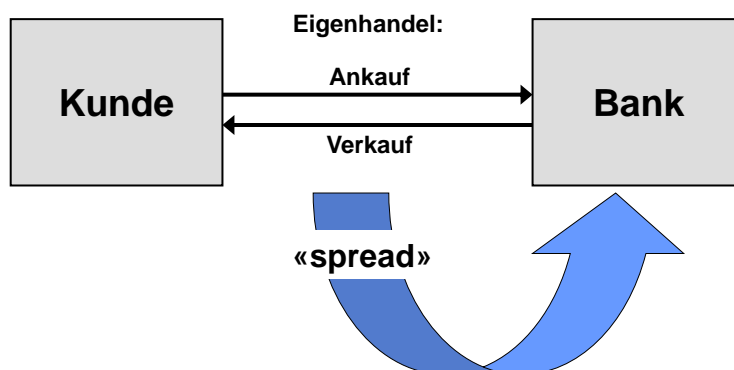 Eigenhandel:
Kunde
Ankauf
Bank
Verkauf
«spread»